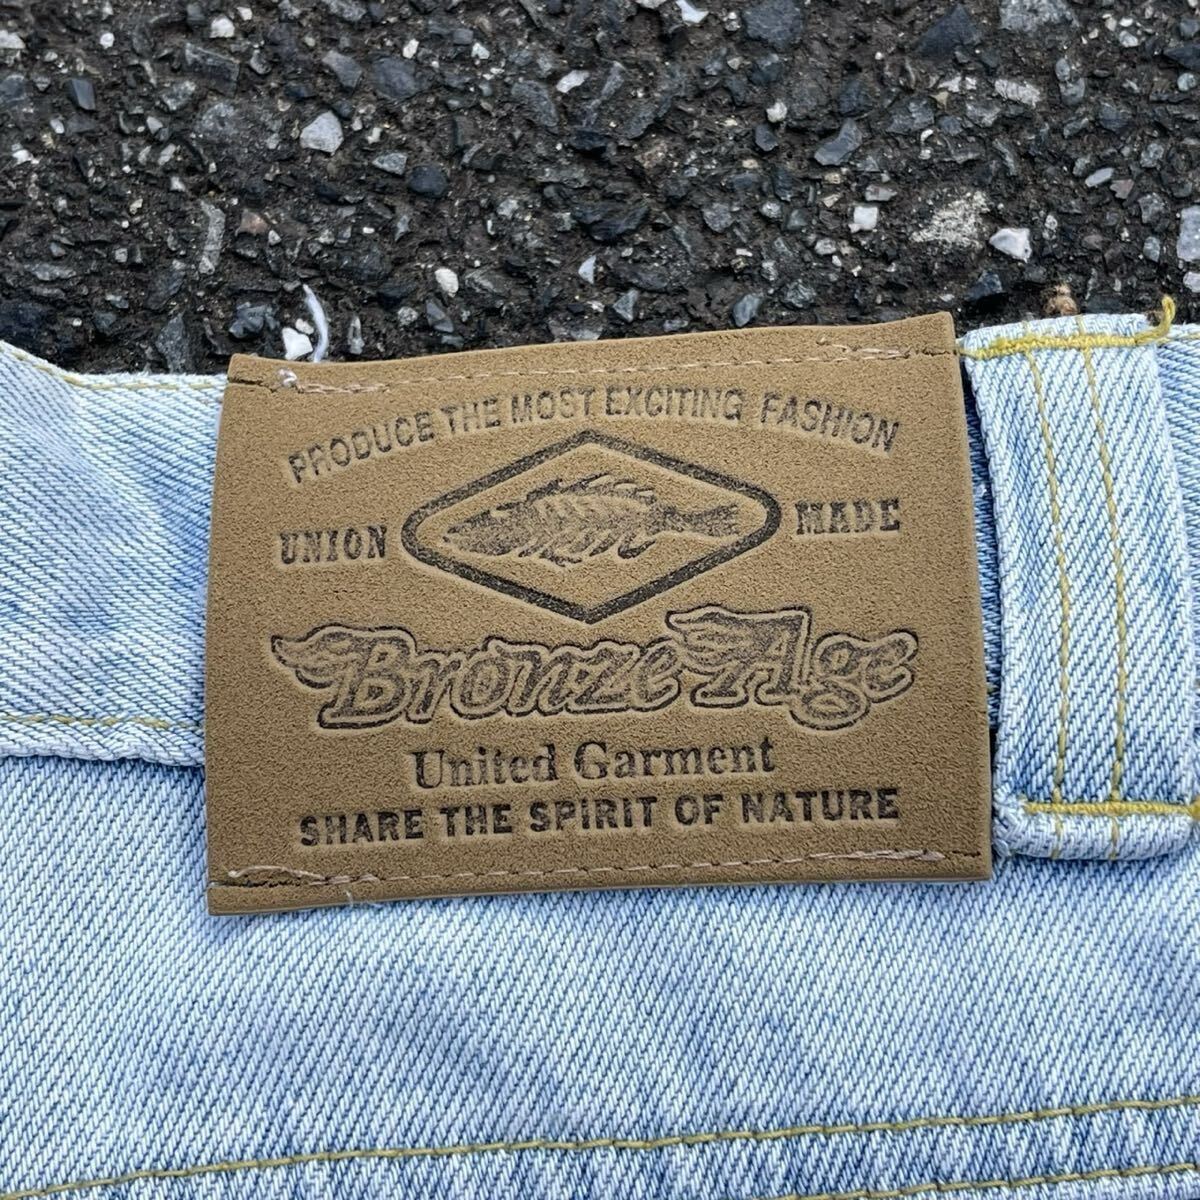 PRODUCE THE MOST EXCITING FASHION
UNION MADE
Bronze Age
United Garment
SHARE THE SPIRIT OF NATURE